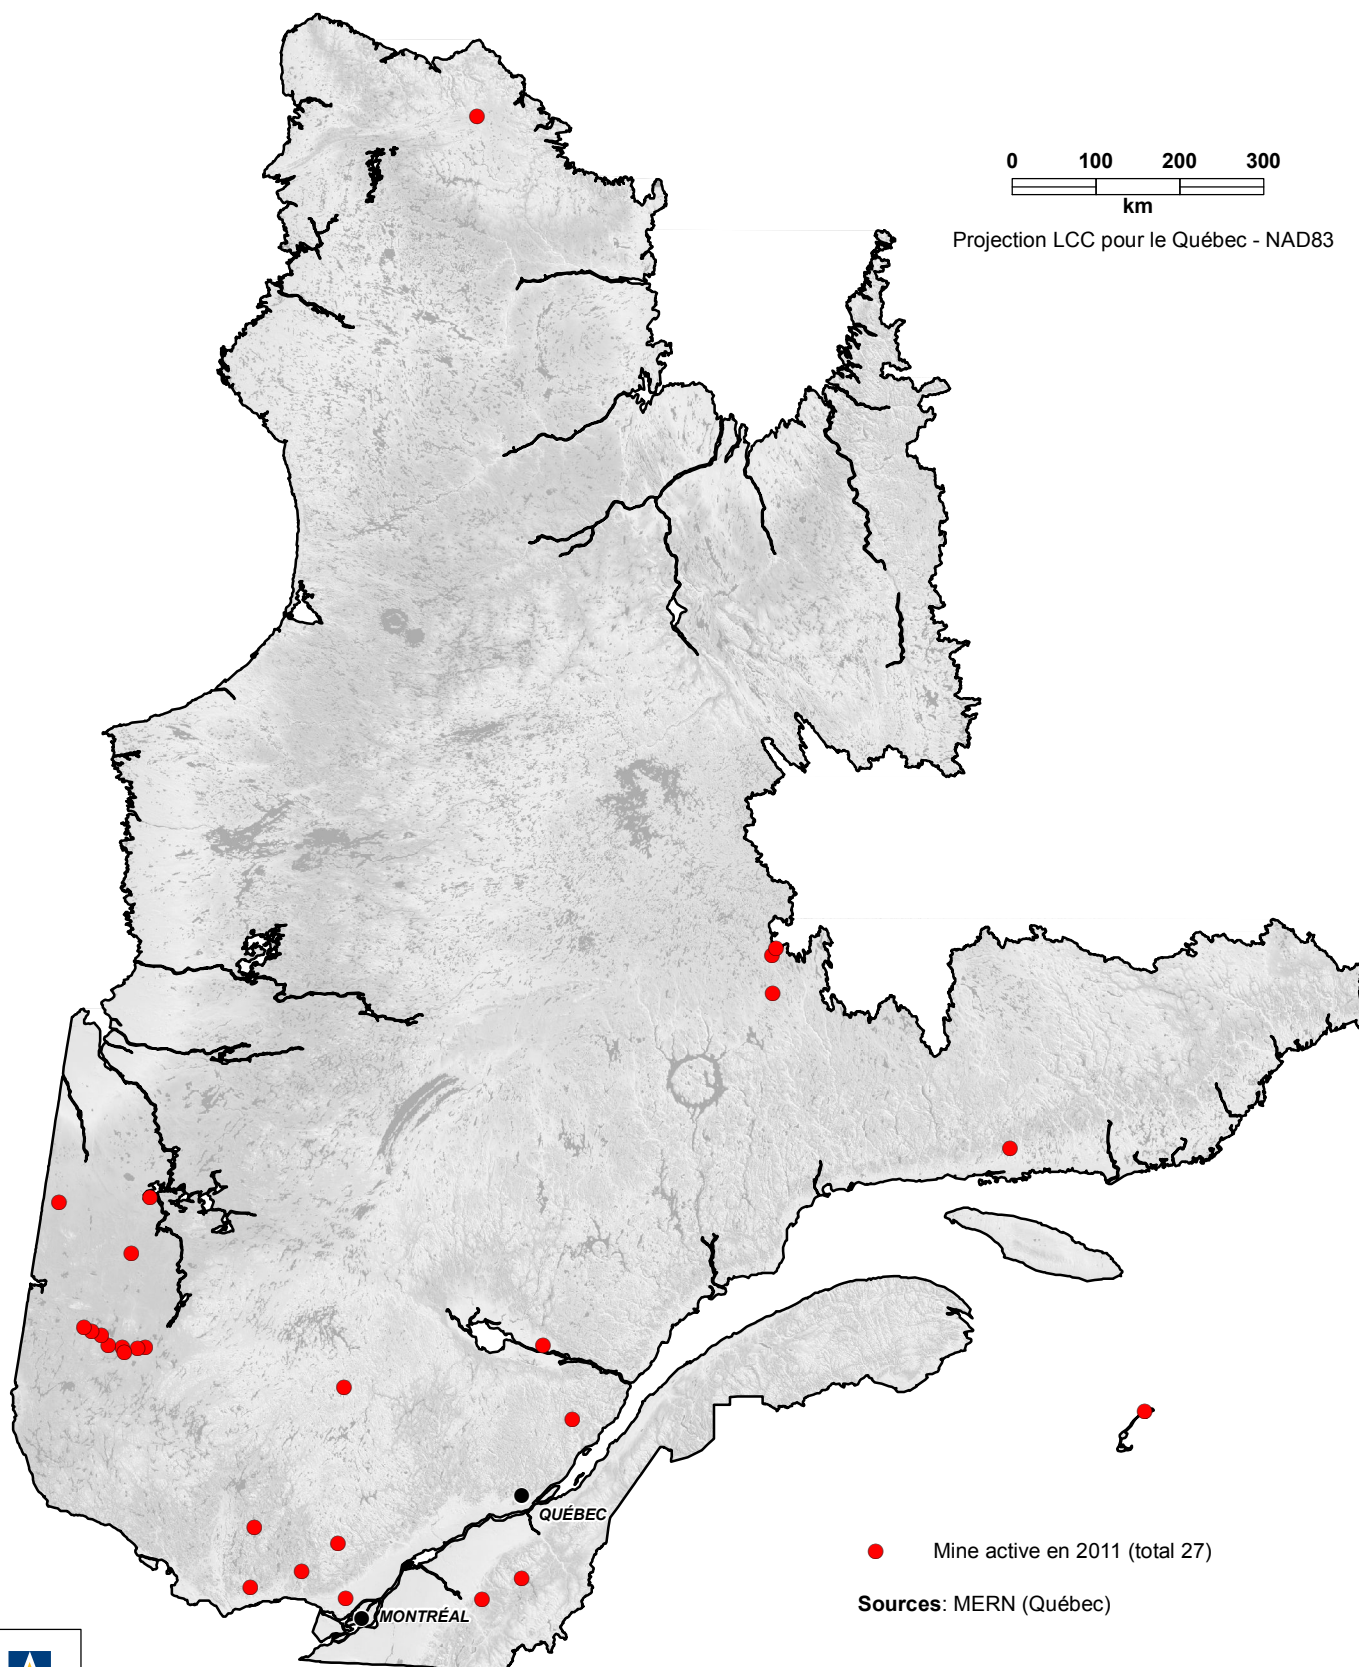 0 100 200 300
km
Projection LCC pour le Québec - NAD83
QUÉBEC
Mine active en 2011 (total 27)
Sources: MERN (Québec)
MONTRÉAL